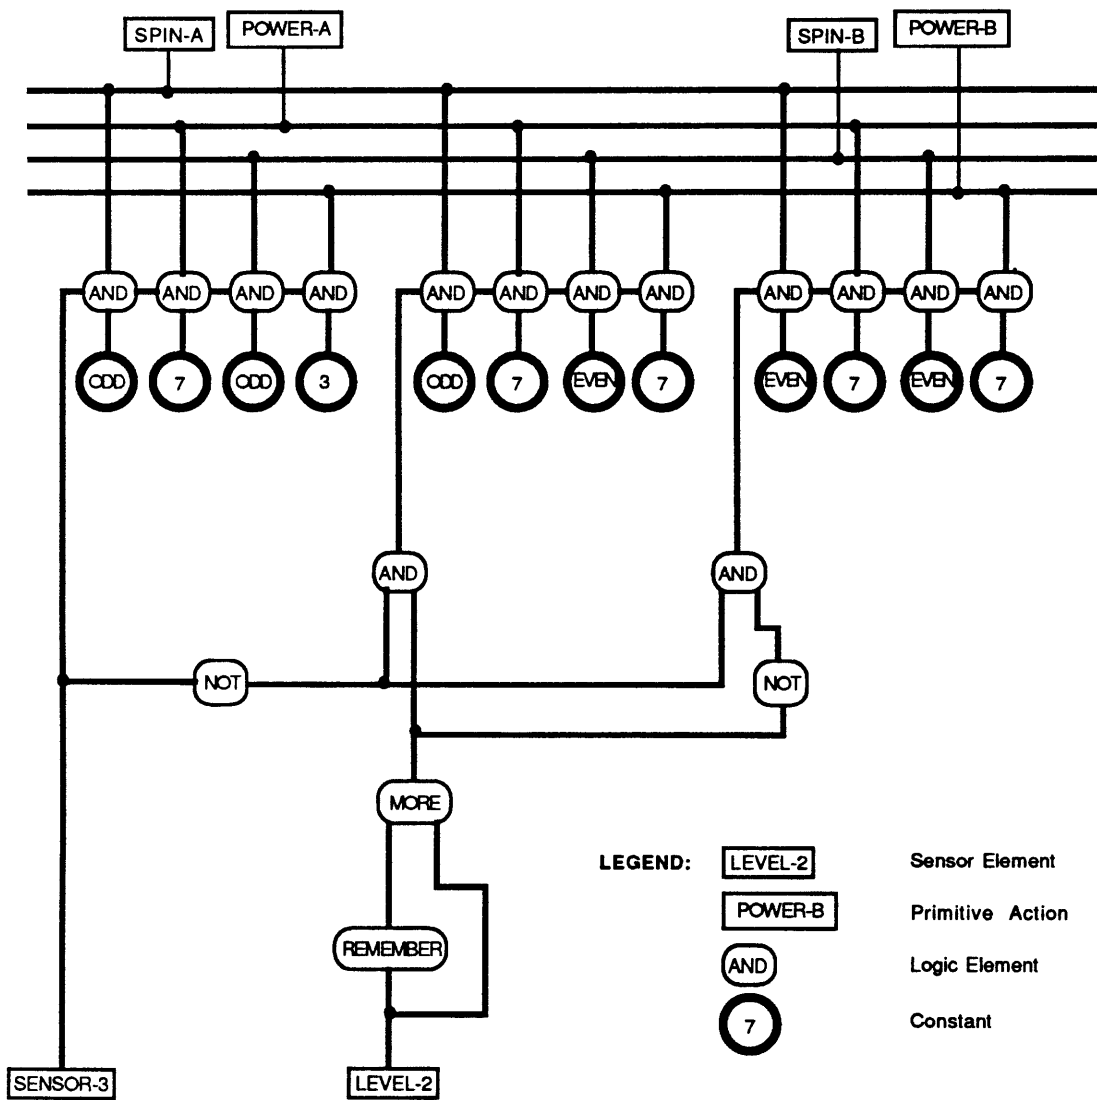 SPIN-A POWER-A SPIN-B POWER-B
AND AND AND AND AND AND AND AND AND AND AND AND
ODD 7 ODD 3 ODD 7 EVEN 7 EVEN 7 EVEN 7
AND AND
NOT NOT
MORE
LEGEND: LEVEL-2 Sensor Element
POWER-B Primitive Action
REMEMBER AND Logic Element
7 Constant
SENSOR-3 LEVEL-2